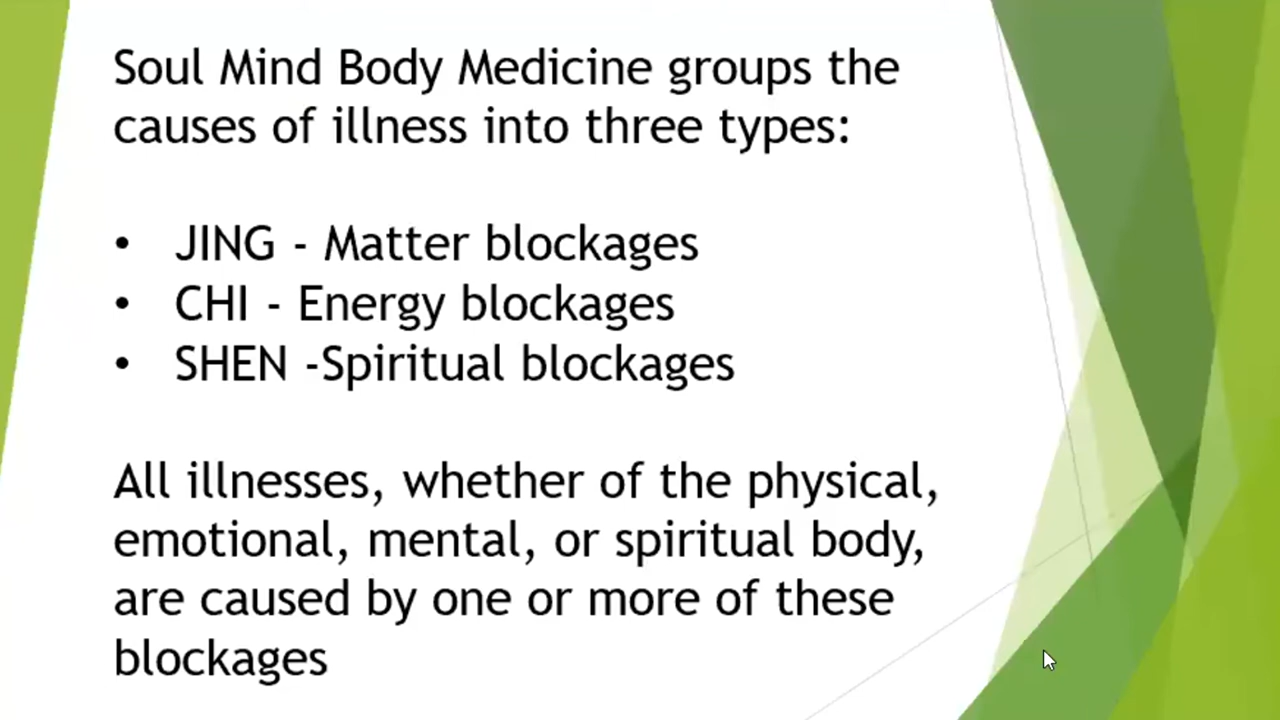 Soul Mind Body Medicine groups the
causes of illness into three types:
• JING - Matter blockages
• CHI - Energy blockages
• SHEN -Spiritual blockages
All illnesses, whether of the physical,
emotional, mental, or spiritual body,
are caused by one or more of these
blockages